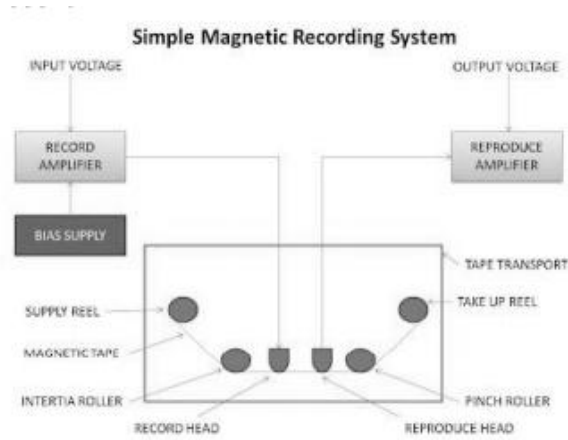 Simple Magnetic Recording System
INPUT VOLTAGE
OUTPUT VOLTAGE
RECORD
AMPLIFIER
REPRODUCE
AMPLIFIER
BIAS SUPPLY
TAPE TRANSPORT
SUPPLY REEL
TAKE UP REEL
MAGNETIC TAPE
INTERTIA ROLLER
PINCH ROLLER
RECORD HEAD
REPRODUCE HEAD